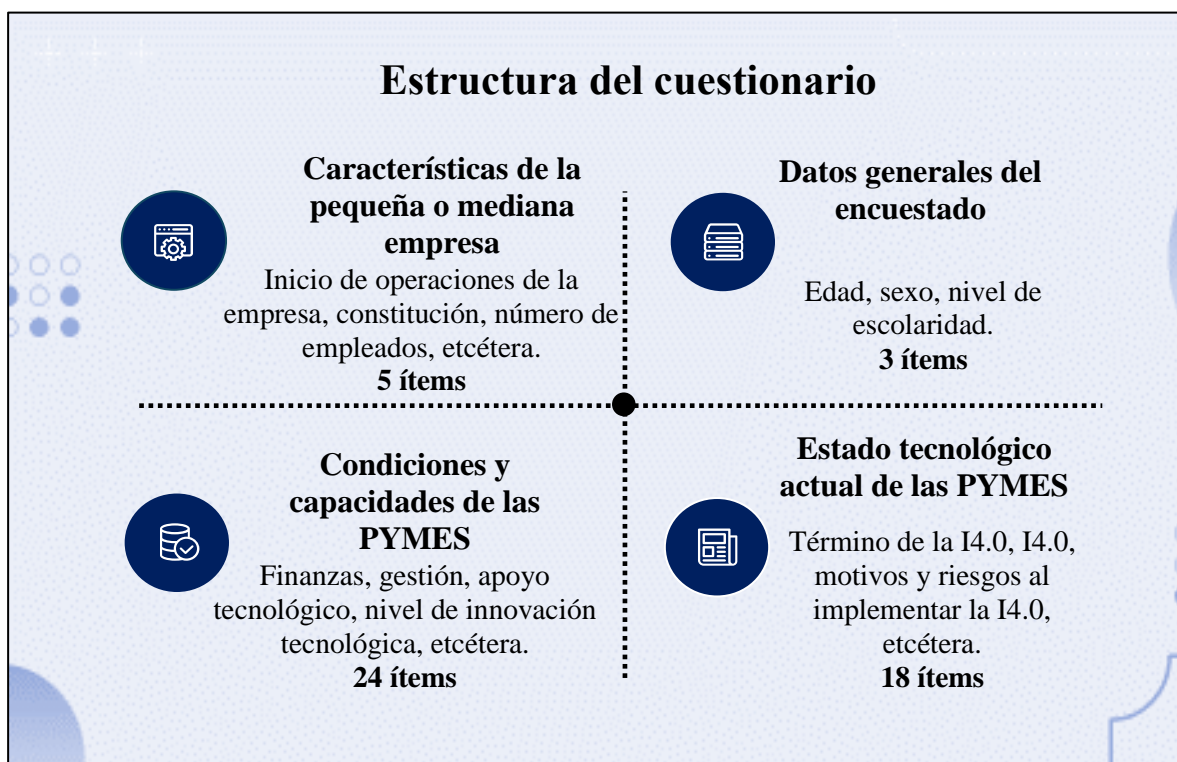 Estructura del cuestionario
Características de la
pequeña o mediana
empresa
Inicio de operaciones de la
empresa, constitución, número de
empleados, etcétera.
5 ítems
Datos generales del
encuestado
Edad, sexo, nivel de
escolaridad.
3 ítems
Condiciones y
capacidades de las
PYMES
Finanzas, gestión, apoyo
tecnológico, nivel de innovación
tecnológica, etcétera.
24 ítems
Estado tecnológico
actual de las PYMES
Término de la I4.0, I4.0,
motivos y riesgos al
implementar la I4.0,
etcétera.
18 ítems